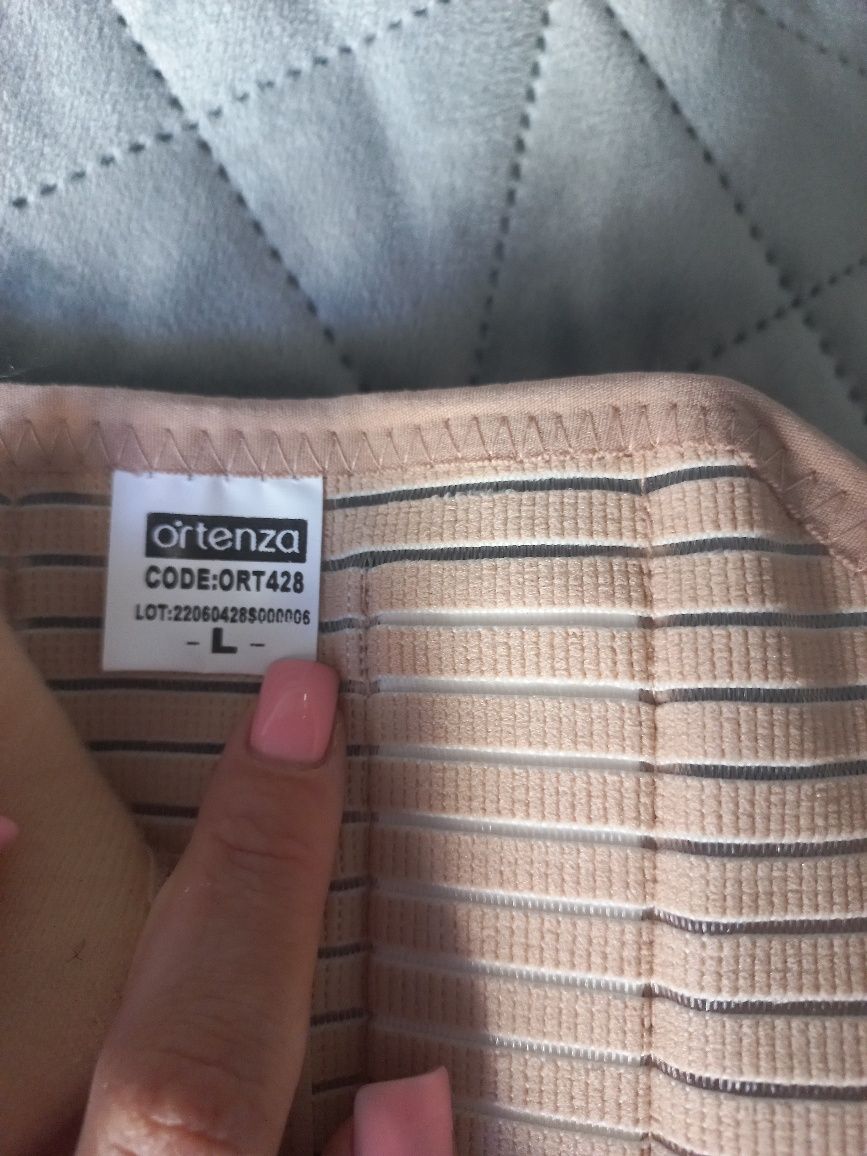 ortenza
CODE:ORT428
LOT:22060428S000006
- L -